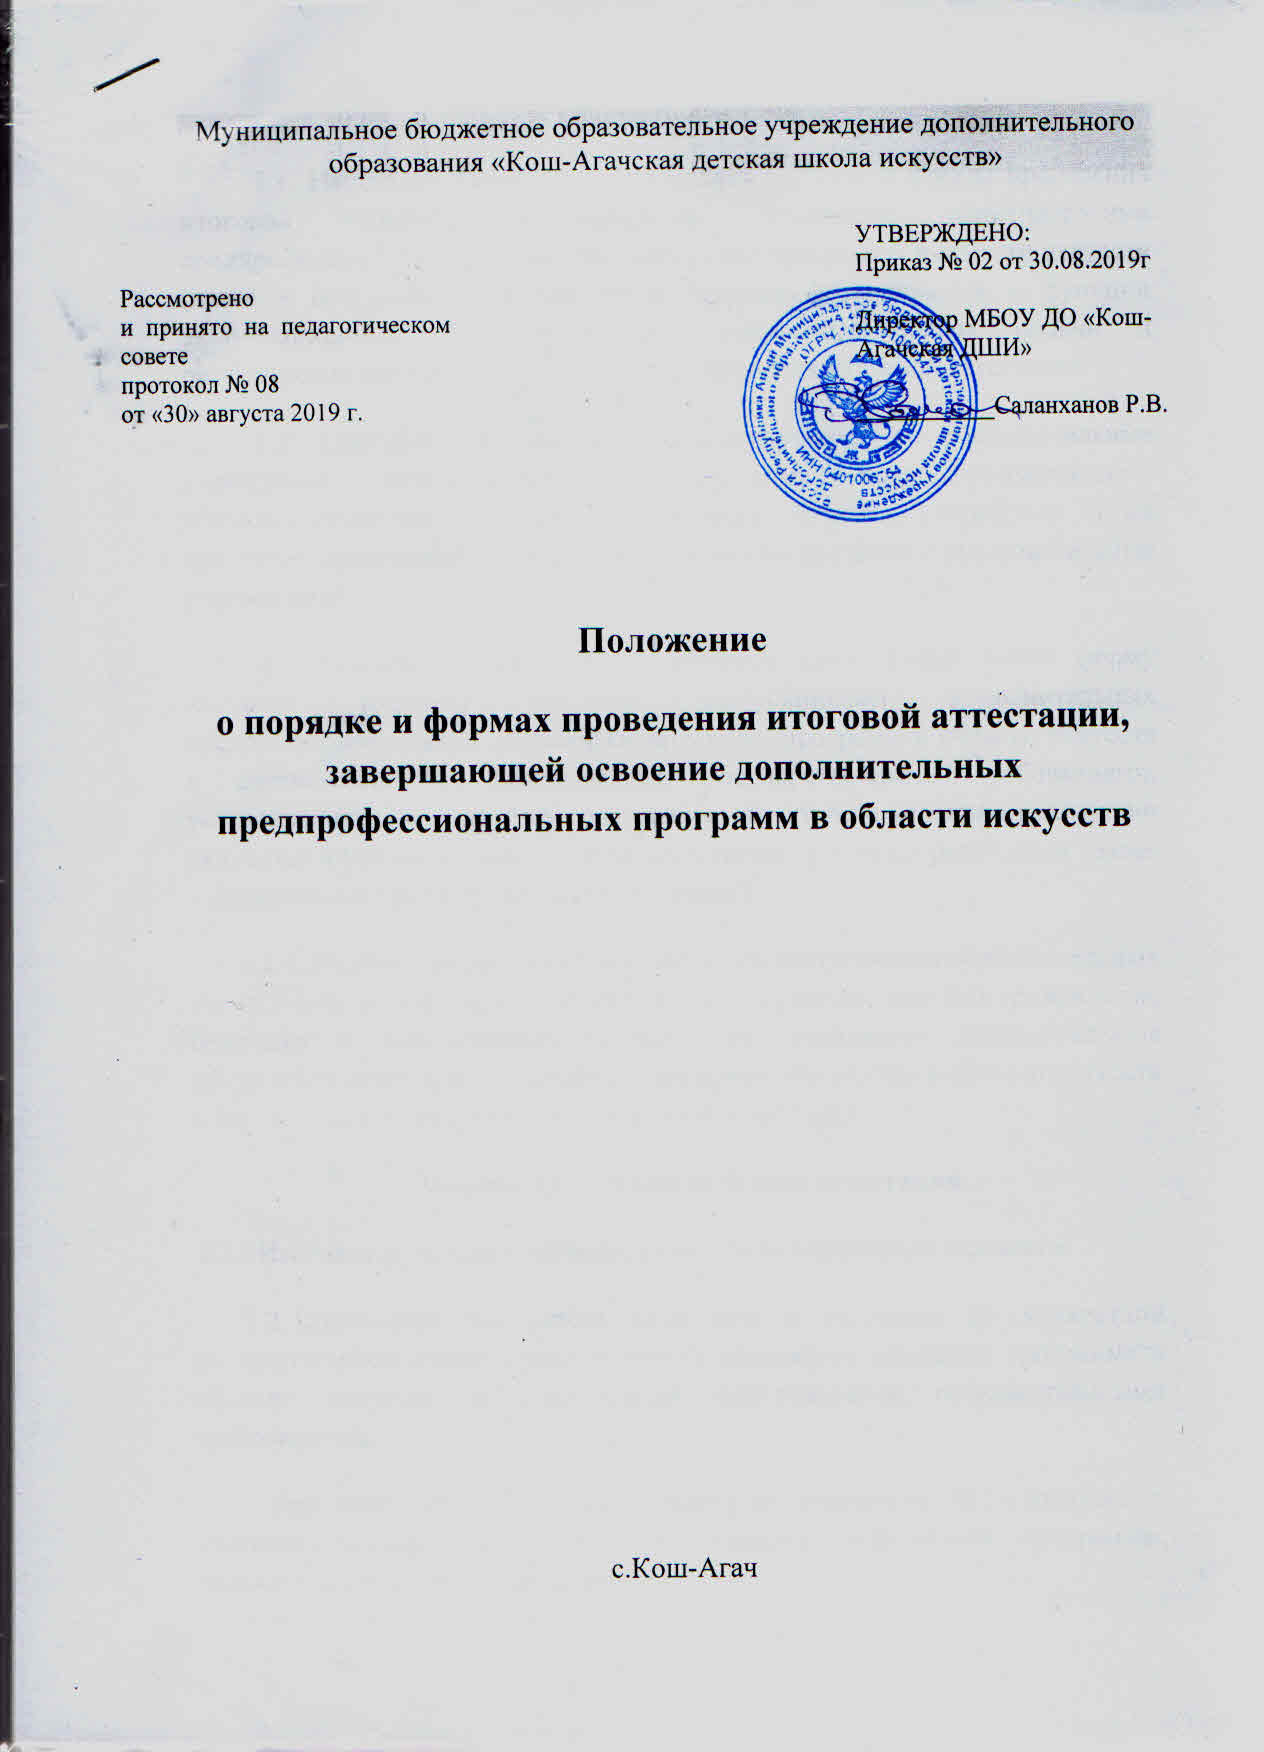 Муниципальное бюджетное образовательное учреждение дополнительного
образования «Кош-Агачская детская школа искусств»
УТВЕРЖДЕНО:
Приказ № 02 от 30.08.2019г
Рассмотрено
и принято на педагогическом
совете
протокол № 08
от «30» августа 2019 г.
Директор МБОУ ДО «Кош-
Агачская ДШИ»
Саланханов Р.В.
ИНН 0401006754
Положение
о порядке и формах проведения итоговой аттестации,
завершающей освоение дополнительных
предпрофессиональных программ в области искусств
с.Кош-Агач